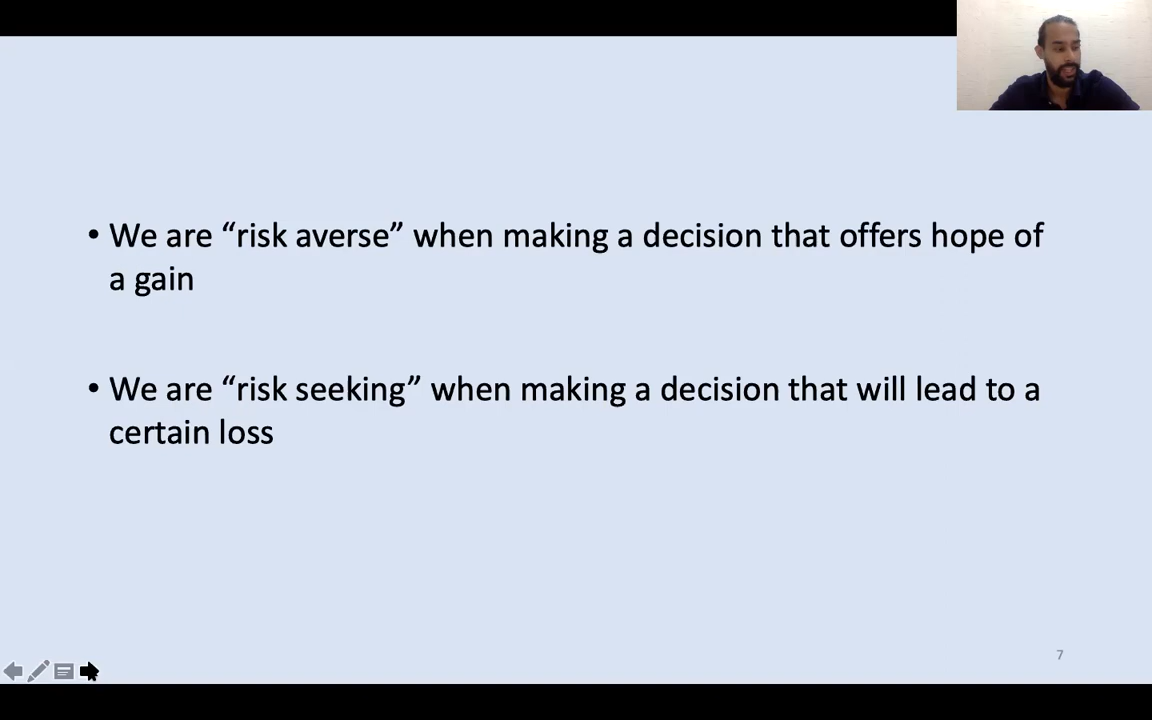 • We are “risk averse” when making a decision that offers hope of
a gain
• We are “risk seeking” when making a decision that will lead to a
certain loss
7